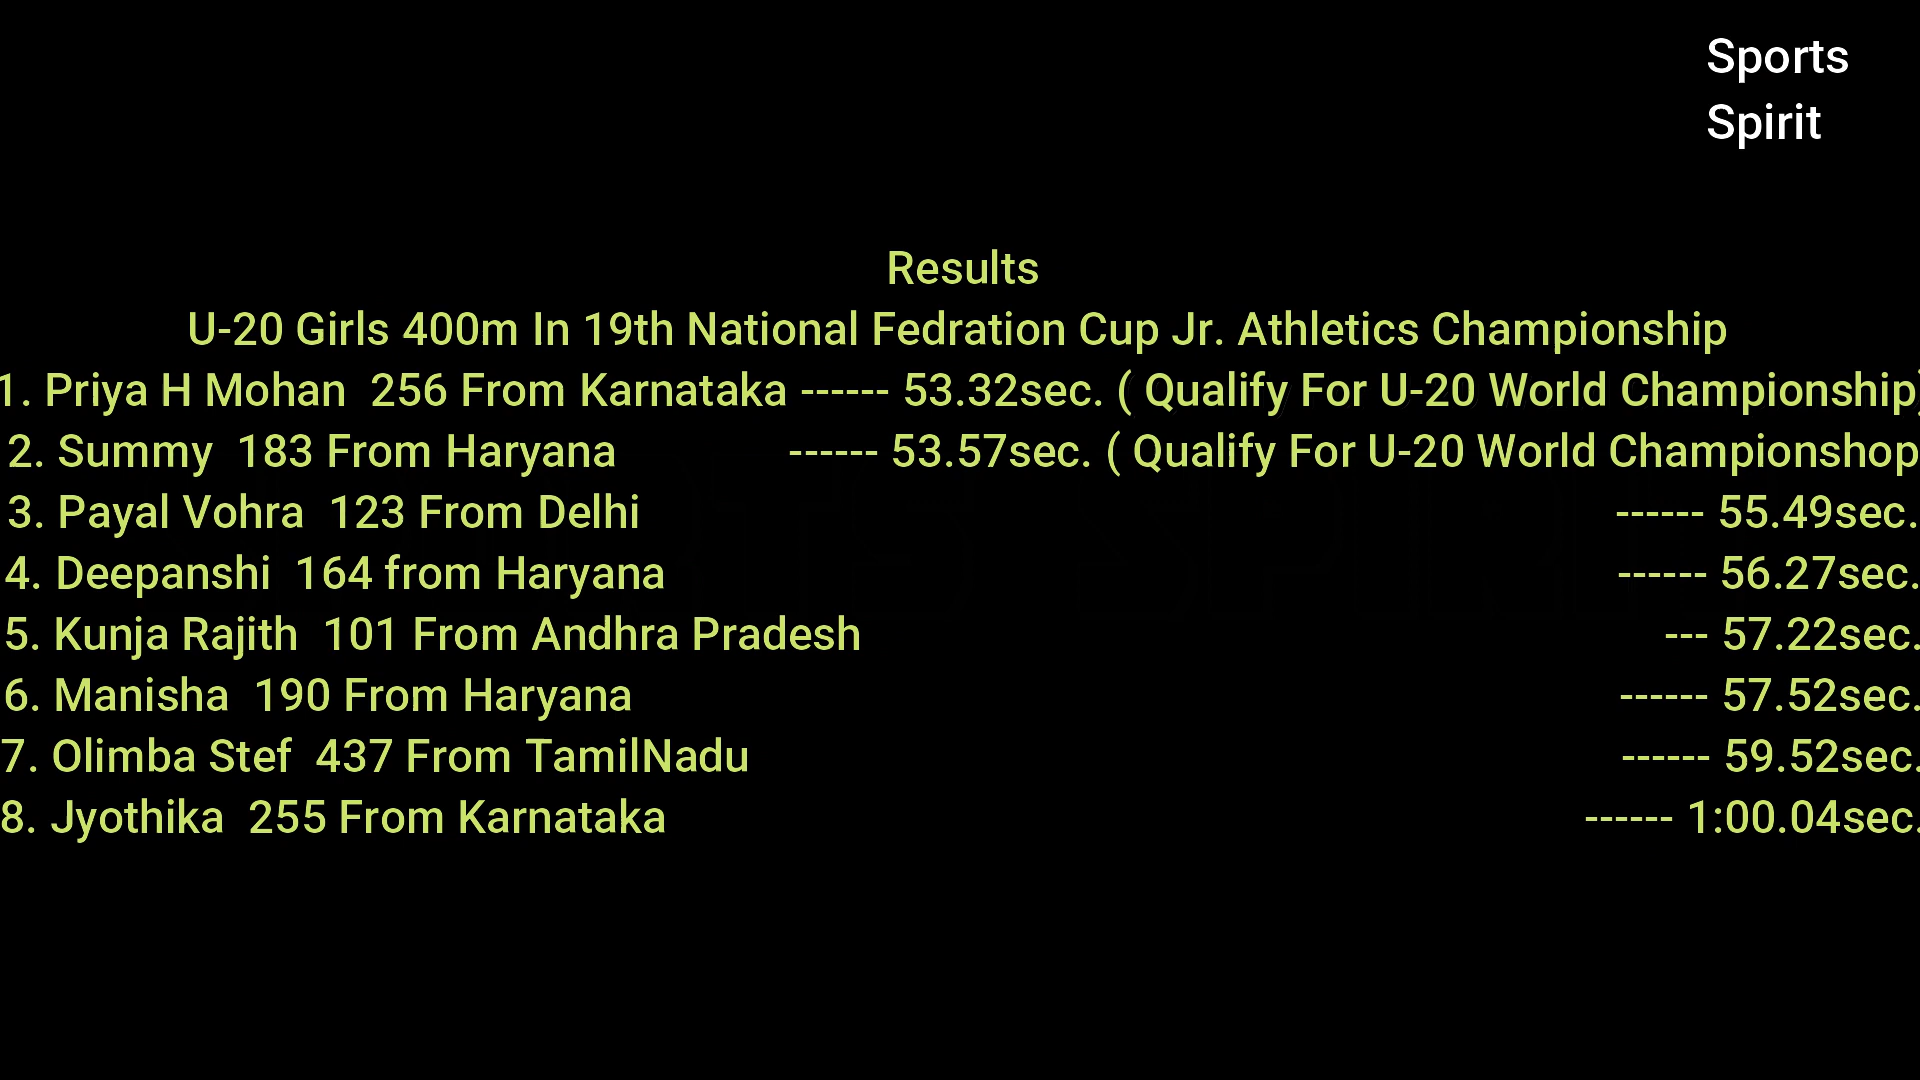 Sports
Spirit
Results
U-20 Girls 400m In 19th National Fedration Cup Jr. Athletics Championship
1. Priya H Mohan  256 From Karnataka ------ 53.32sec. ( Qualify For U-20 World Championship)
2. Summy  183 From Haryana ------ 53.57sec. ( Qualify For U-20 World Championshop
3. Payal Vohra  123 From Delhi ------ 55.49sec.
4. Deepanshi  164 from Haryana ------ 56.27sec.
5. Kunja Rajith  101 From Andhra Pradesh --- 57.22sec.
6. Manisha  190 From Haryana ------ 57.52sec.
7. Olimba Stef  437 From TamilNadu ------ 59.52sec.
8. Jyothika  255 From Karnataka ------ 1:00.04sec.